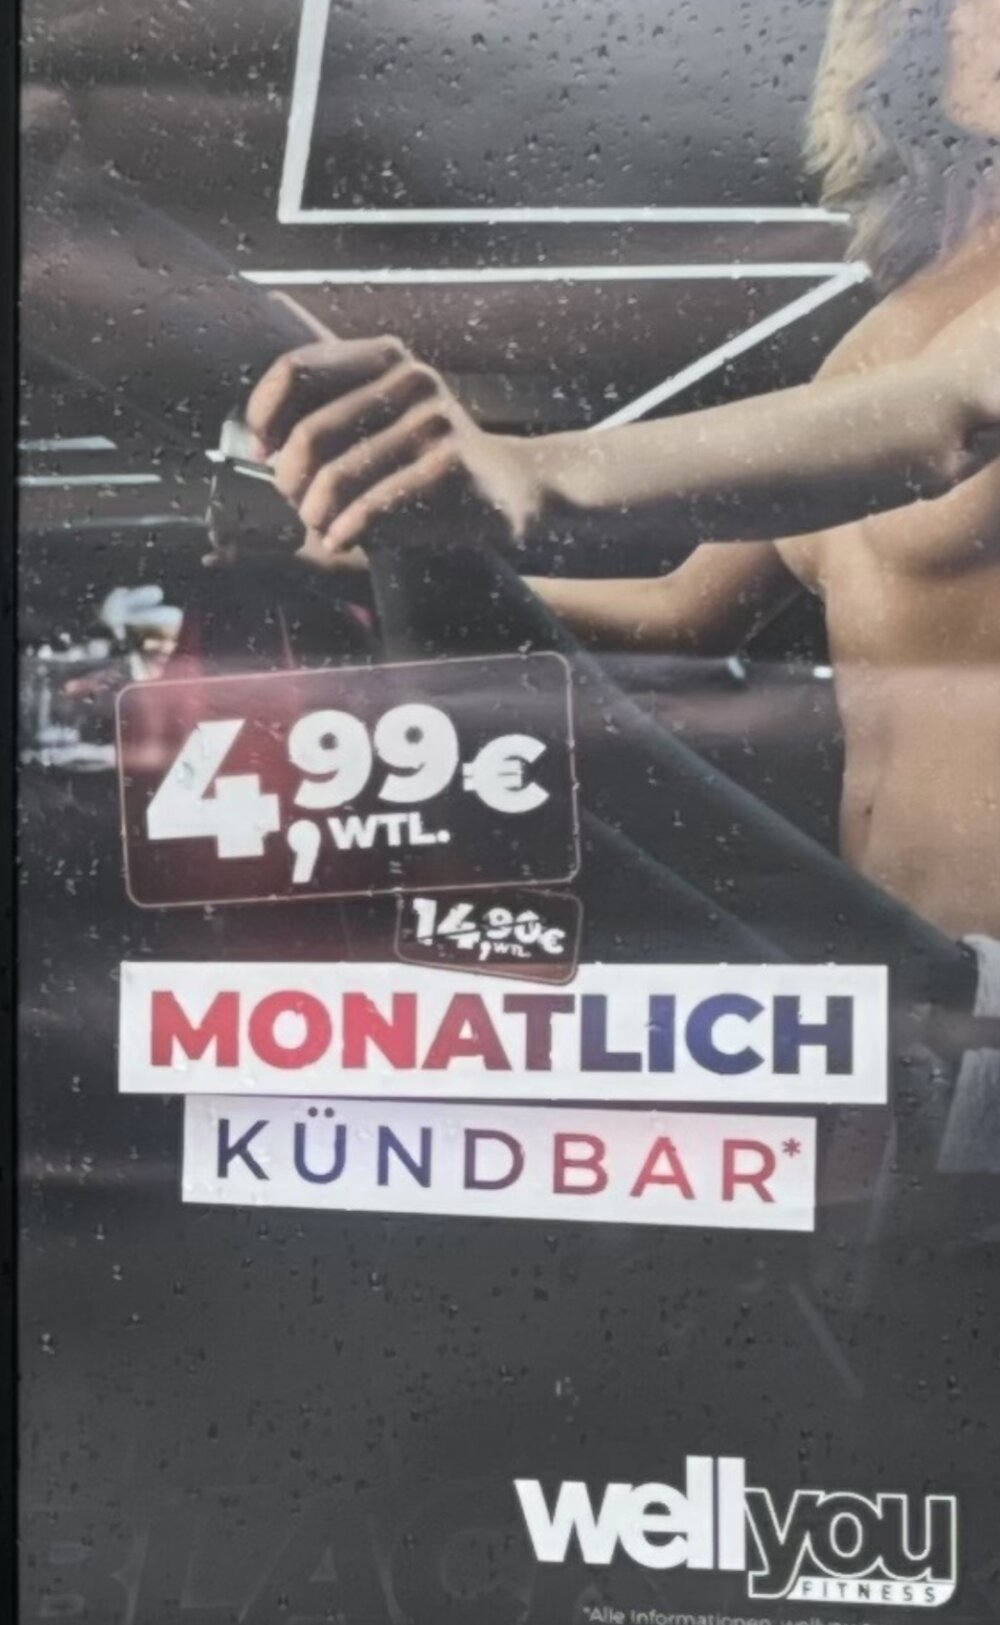 4,99€
WTL.
14,90€
WTL.
MONATLICH
KÜNDBAR*
wellyou
FITNESS
*Alle Informationen